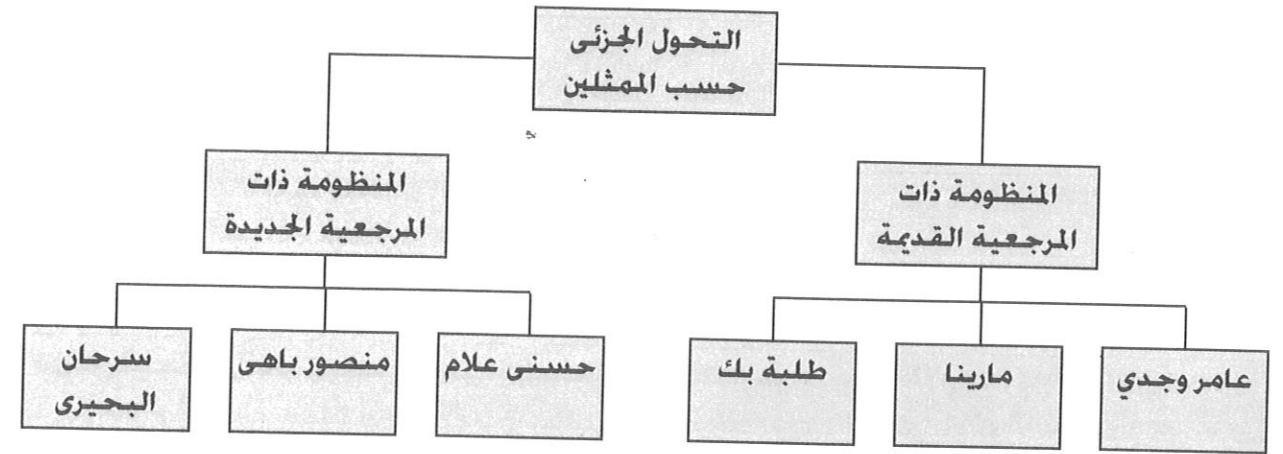 التحول الجزئى
حسب الممثلين
المنظومة ذات
المرجعية القديمة
المنظومة ذات
المرجعية الجديدة
عامر وجدي
مارينا
طلبة بك
حسنى علام
منصور باهى
سرحان
البحيرى